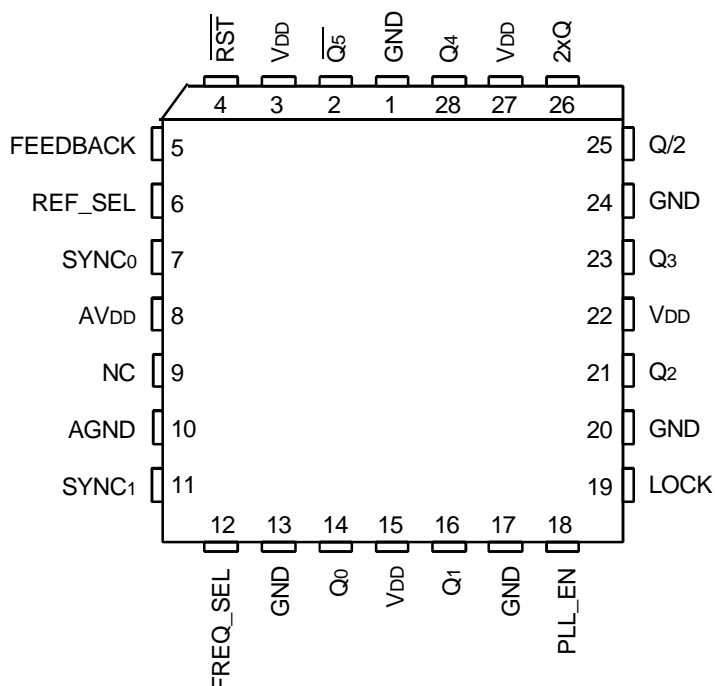 R̅S̅T̅
VDD
Q̅5̅
GND
Q4
VDD
2xQ
4 3 2 1 28 27 26
FEEDBACK 5 25 Q/2
REF_SEL 6 24 GND
SYNC0 7 23 Q3
AVDD 8 22 VDD
NC 9 21 Q2
AGND 10 20 GND
SYNC1 11 19 LOCK
12 13 14 15 16 17 18
FREQ_SEL
GND
Q0
VDD
Q1
GND
PLL_EN